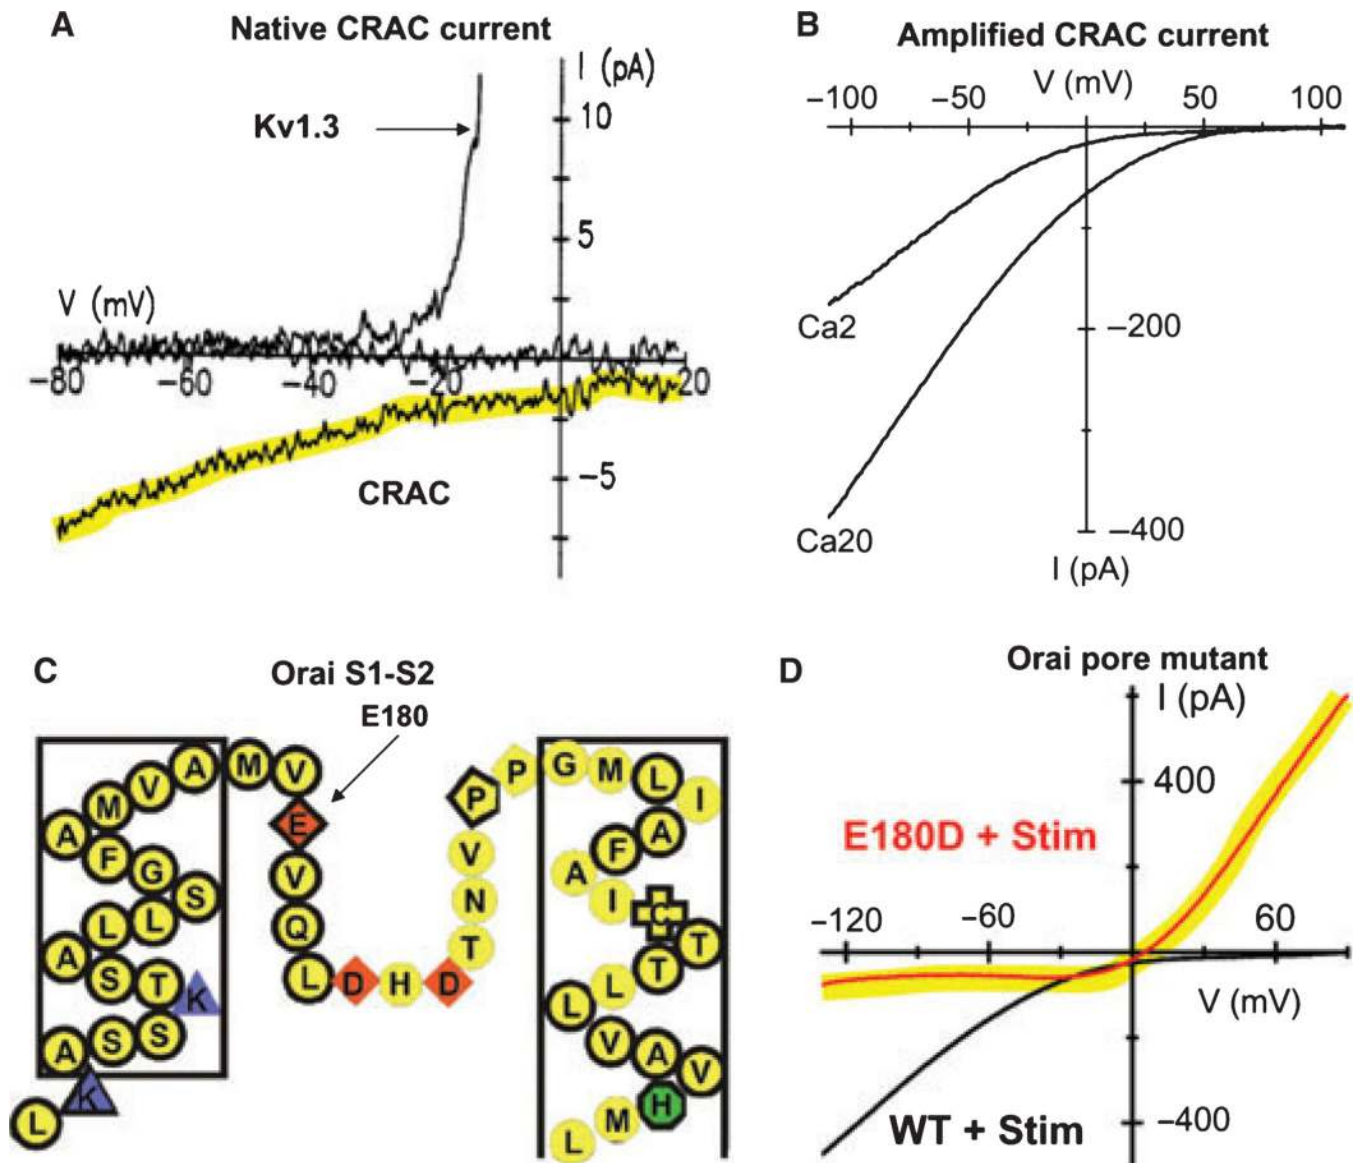 A
Native CRAC current
I (pA)
Kv1.3
10
5
V (mV)
−80
−60
−40
−20
20
−5
CRAC
B
Amplified CRAC current
V (mV)
−100
−50
50
100
Ca2
−200
Ca20
−400
I (pA)
C
Orai S1-S2
E180
A M V
V
M
A
F
G
S
L
L
A
S
T
K
S
S
A
K
L
E
V
Q
L
D H D
T
N
V
P
P
G M L
I
A
F
A
I
C
T
T
L
L
V
A
V
H
M
L
D
Orai pore mutant
I (pA)
400
E180D + Stim
−120
−60
60
V (mV)
WT + Stim
−400